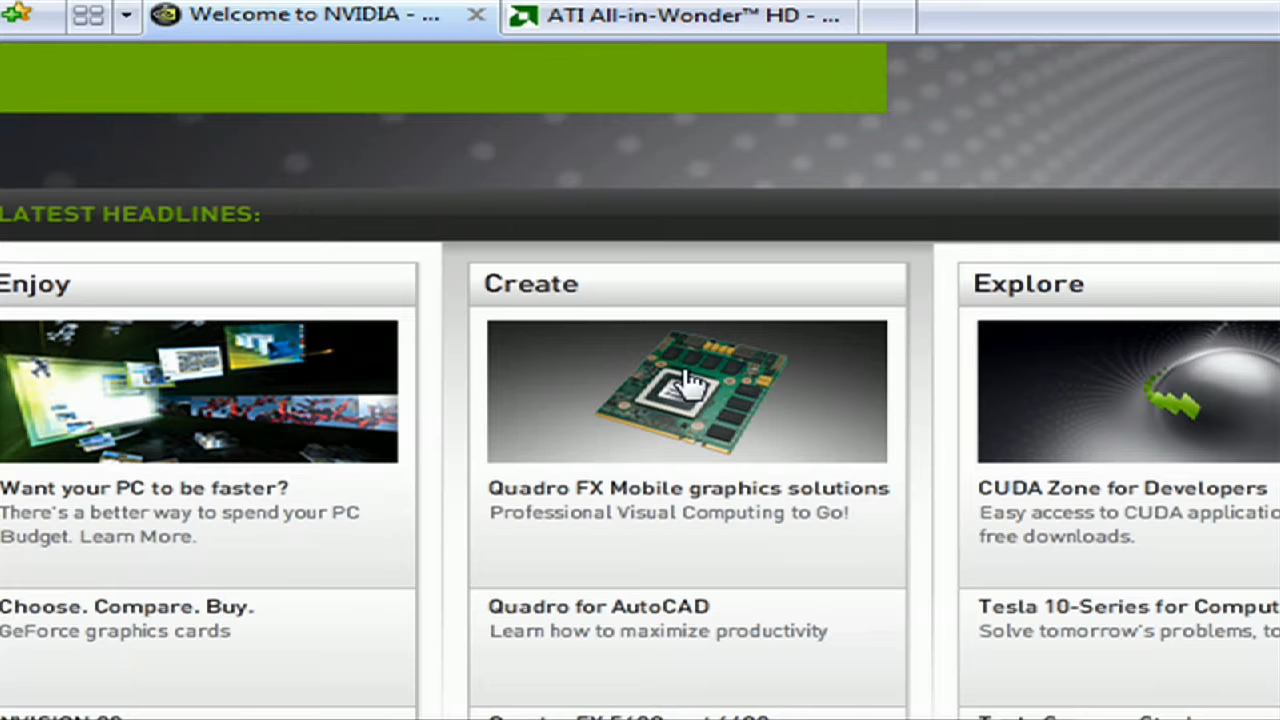 Welcome to NVIDIA - ...
ATI All-in-Wonder™ HD - ...
LATEST HEADLINES:
Enjoy
Want your PC to be faster?
There's a better way to spend your PC
Budget. Learn More.
Choose. Compare. Buy.
GeForce graphics cards
Create
Quadro FX Mobile graphics solutions
Professional Visual Computing to Go!
Quadro for AutoCAD
Learn how to maximize productivity
Explore
CUDA Zone for Developers
Easy access to CUDA
free downloads.
Tesla 10-Series for
Solve tomorrow's problems,